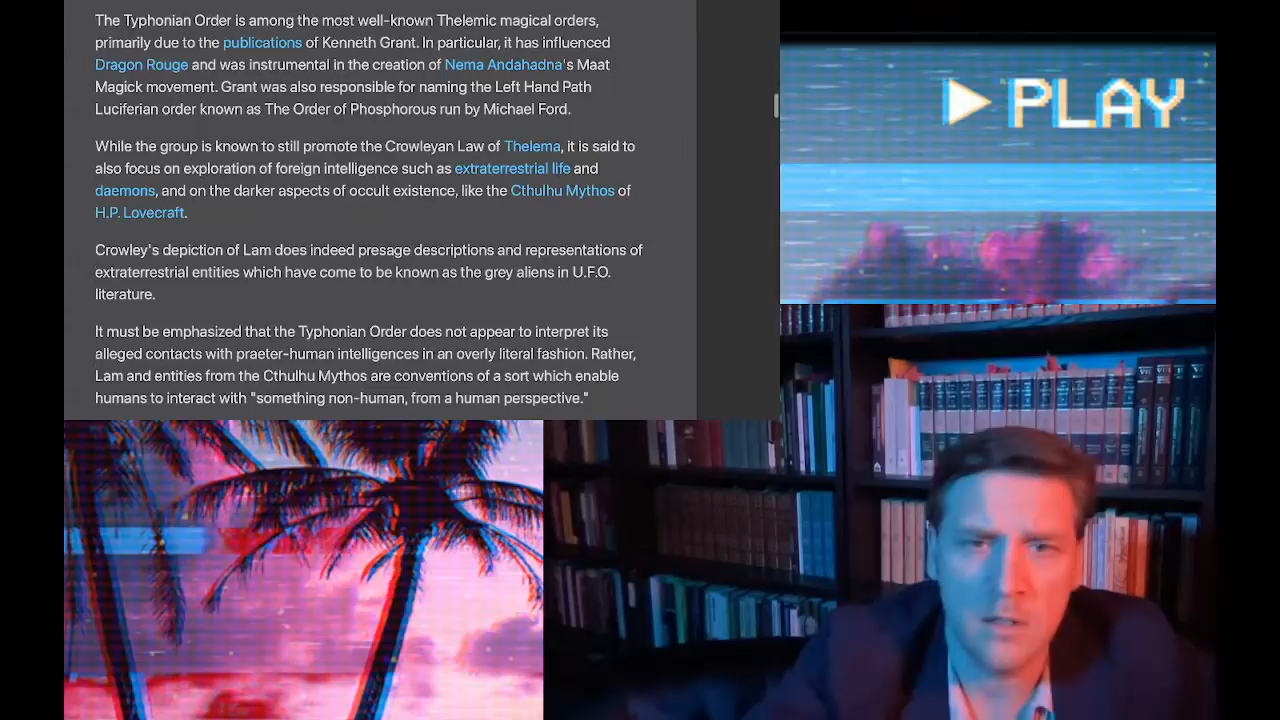 The Typhonian Order is among the most well-known Thelemic magical orders,
primarily due to the publications of Kenneth Grant. In particular, it has influenced
Dragon Rouge and was instrumental in the creation of Nema Andahadna's Maat
Magick movement. Grant was also responsible for naming the Left Hand Path
Luciferian order known as The Order of Phosphorous run by Michael Ford.
While the group is known to still promote the Crowleyan Law of Thelema, it is said to
also focus on exploration of foreign intelligence such as extraterrestrial life and
daemons, and on the darker aspects of occult existence, like the Cthulhu Mythos of
H.P. Lovecraft.
Crowley's depiction of Lam does indeed presage descriptions and representations of
extraterrestrial entities which have come to be known as the grey aliens in U.F.O.
literature.
It must be emphasized that the Typhonian Order does not appear to interpret its
alleged contacts with praeter-human intelligences in an overly literal fashion. Rather,
Lam and entities from the Cthulhu Mythos are conventions of a sort which enable
humans to interact with "something non-human, from a human perspective."
PLAY